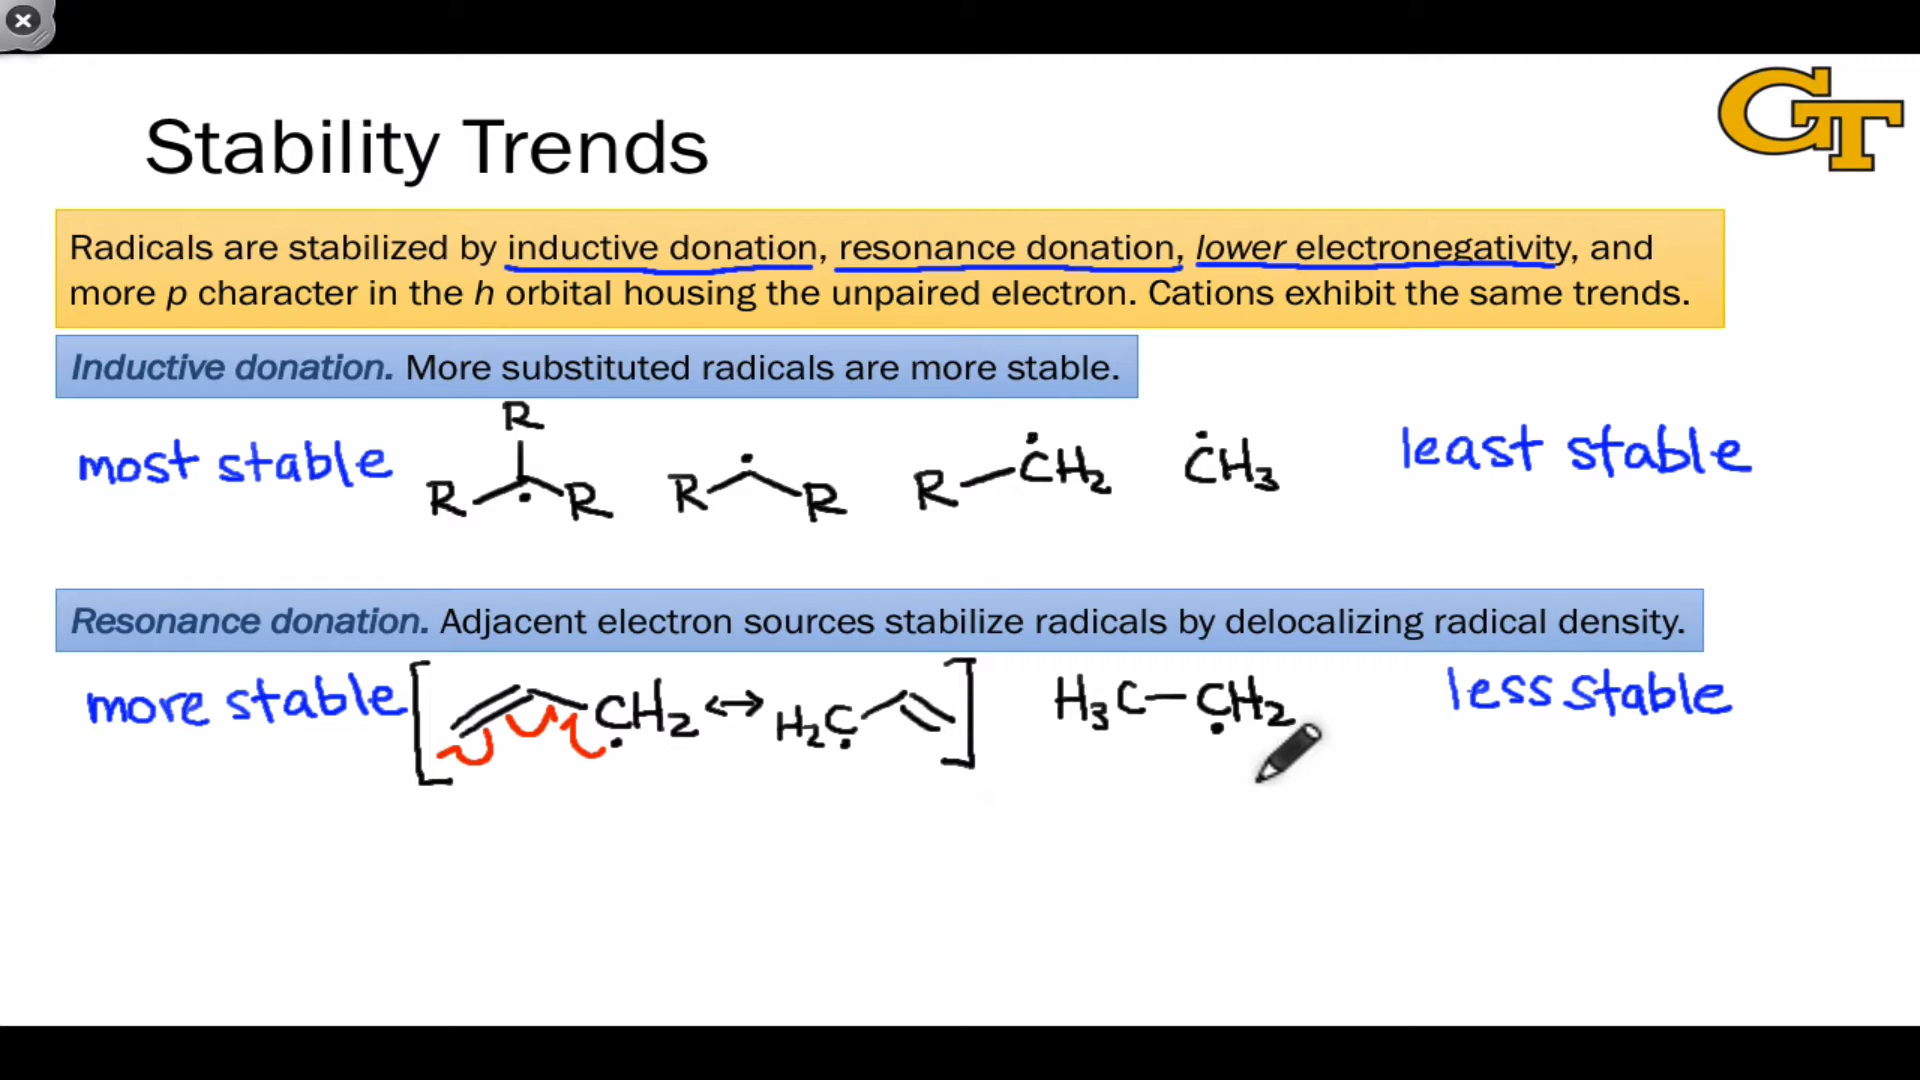 GT
Stability Trends
Radicals are stabilized by inductive donation, resonance donation, lower electronegativity, and
more p character in the h orbital housing the unpaired electron. Cations exhibit the same trends.
Inductive donation. More substituted radicals are more stable.
most stable R R R R R R ĊH2 ĊH3 least stable
Resonance donation. Adjacent electron sources stabilize radicals by delocalizing radical density.
more stable [ CH2 ↔ H2C ] H3C–CH2 less stable